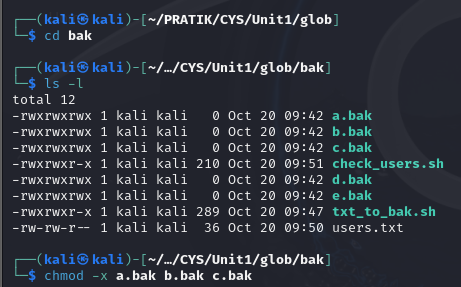 ┌──(kali㉿kali)-[~/PRATIK/CYS/Unit1/glob]
└─$ cd bak
┌──(kali㉿kali)-[~/…/CYS/Unit1/glob/bak]
└─$ ls -l
total 12
-rwxrwxrwx 1 kali kali   0 Oct 20 09:42 a.bak
-rwxrwxrwx 1 kali kali   0 Oct 20 09:42 b.bak
-rwxrwxrwx 1 kali kali   0 Oct 20 09:42 c.bak
-rwxrwxr-x 1 kali kali 210 Oct 20 09:51 check_users.sh
-rwxrwxrwx 1 kali kali   0 Oct 20 09:42 d.bak
-rwxrwxrwx 1 kali kali   0 Oct 20 09:42 e.bak
-rwxrwxr-x 1 kali kali 289 Oct 20 09:47 txt_to_bak.sh
-rw-rw-r-- 1 kali kali  36 Oct 20 09:50 users.txt
┌──(kali㉿kali)-[~/…/CYS/Unit1/glob/bak]
└─$ chmod -x a.bak b.bak c.bak